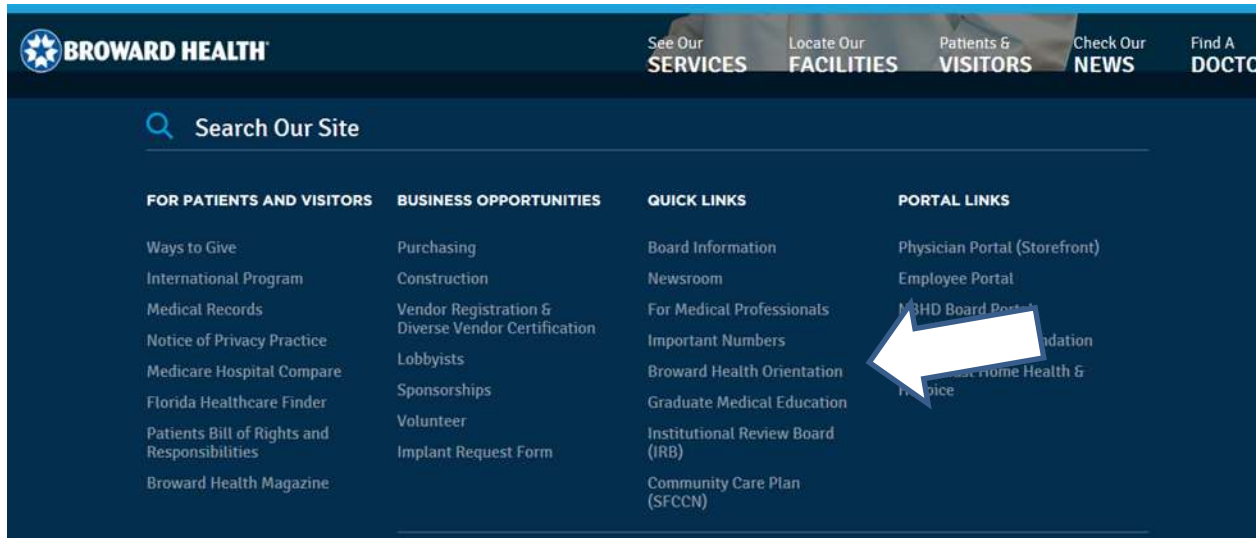 BROWARD HEALTH
See Our
SERVICES
Locate Our
FACILITIES
Patients &
VISITORS
Check Our
NEWS
Find A
Search Our Site
FOR PATIENTS AND VISITORS
Ways to Give
International Program
Medical Records
Notice of Privacy Practice
Medicare Hospital Compare
Florida Healthcare Finder
Patients Bill of Rights and
Responsibilities
Broward Health Magazine
BUSINESS OPPORTUNITIES
Purchasing
Construction
Vendor Registration &
Diverse Vendor Certification
Lobbyists
Sponsorships
Volunteer
Implant Request Form
QUICK LINKS
Board Information
Newsroom
For Medical Professionals
Important Numbers
Broward Health Orientation
Graduate Medical Education
Institutional Review Board
(IRB)
Community Care Plan
(SFCCN)
PORTAL LINKS
Physician Portal (Storefront)
Employee Portal
Board Portal
Home Health &